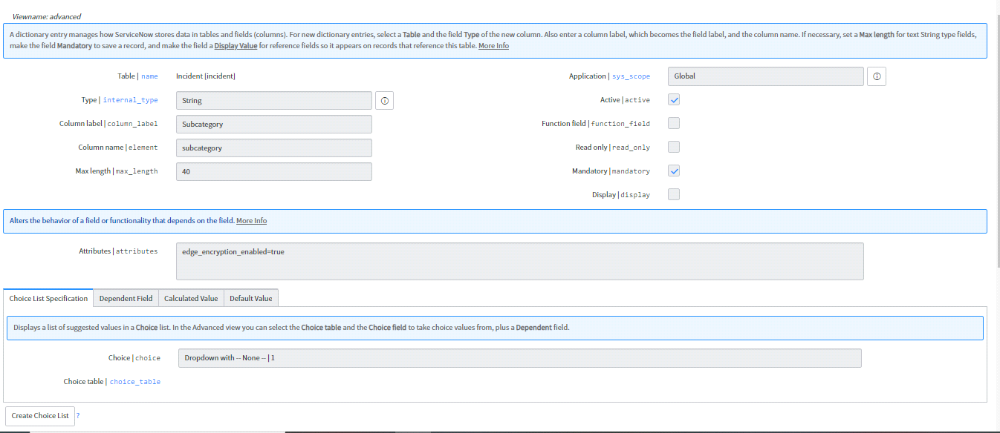 Viewname: advanced
A dictionary entry manages how ServiceNow stores data in tables and fields (columns). For new dictionary entries, select a Table and the field Type of the new column. Also enter a column label, which becomes the field label, and the column name. If necessary, set a Max length for text String type fields,
make the field Mandatory to save a record, and make the field a Display Value for reference fields so it appears on records that reference this table. More Info
Table | name Incident [incident]
Application | sys_scope Global
Type | internal_type String
Active | active
Column label | column_label Subcategory
Function field | function_field
Column name | element subcategory
Read only | read_only
Max length | max_length 40
Mandatory | mandatory
Display | display
Alters the behavior of a field or functionality that depends on the field. More Info
Attributes | attributes edge_encryption_enabled=true
Choice List Specification Dependent Field Calculated Value Default Value
Displays a list of suggested values in a Choice list. In the Advanced view you can select the Choice table and the Choice field to take choice values from, plus a Dependent field.
Choice | choice Dropdown with -- None -- | 1
Choice table | choice_table
Create Choice List ?